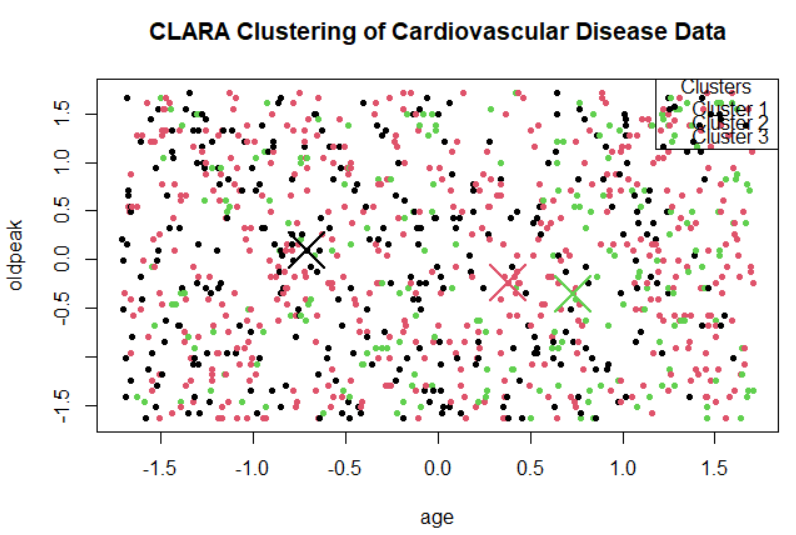 CLARA Clustering of Cardiovascular Disease Data
Clusters
Cluster 1
Cluster 2
Cluster 3
1.5
1.0
0.5
0.0
-0.5
-1.5
oldpeak
-1.5 -1.0 -0.5 0.0 0.5 1.0 1.5
age